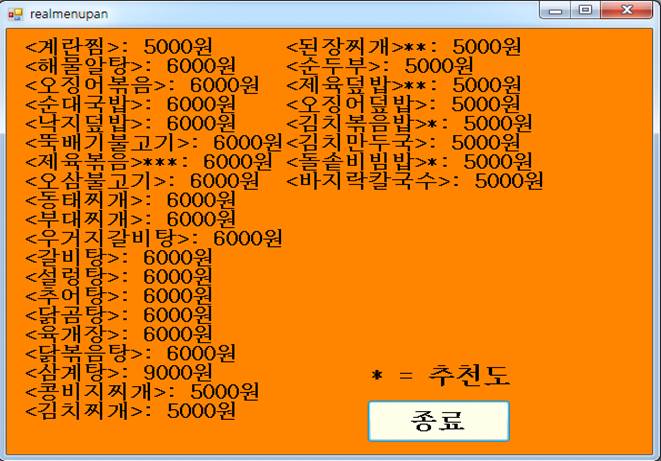 realmenupan
<계란찜>: 5000원
<해물알탕>: 6000원
<오징어볶음>: 6000원
<순대국밥>: 6000원
<낙지덮밥>: 6000원
<뚝배기불고기>: 6000원
<제육볶음>***: 6000원
<오삼불고기>: 6000원
<동태찌개>: 6000원
<부대찌개>: 6000원
<우거지갈비탕>: 6000원
<갈비탕>: 6000원
<설렁탕>: 6000원
<추어탕>: 6000원
<닭곰탕>: 6000원
<육개장>: 6000원
<닭볶음탕>: 6000원
<삼계탕>: 9000원
<콩비지찌개>: 5000원
<김치찌개>: 5000원
<된장찌개>**: 5000원
<순두부>: 5000원
<제육덮밥>**: 5000원
<오징어덮밥>: 5000원
<김치볶음밥>*: 5000원
<김치만두국>: 5000원
<돌솥비빔밥>*: 5000원
<바지락칼국수>: 5000원
* = 추천도
종료